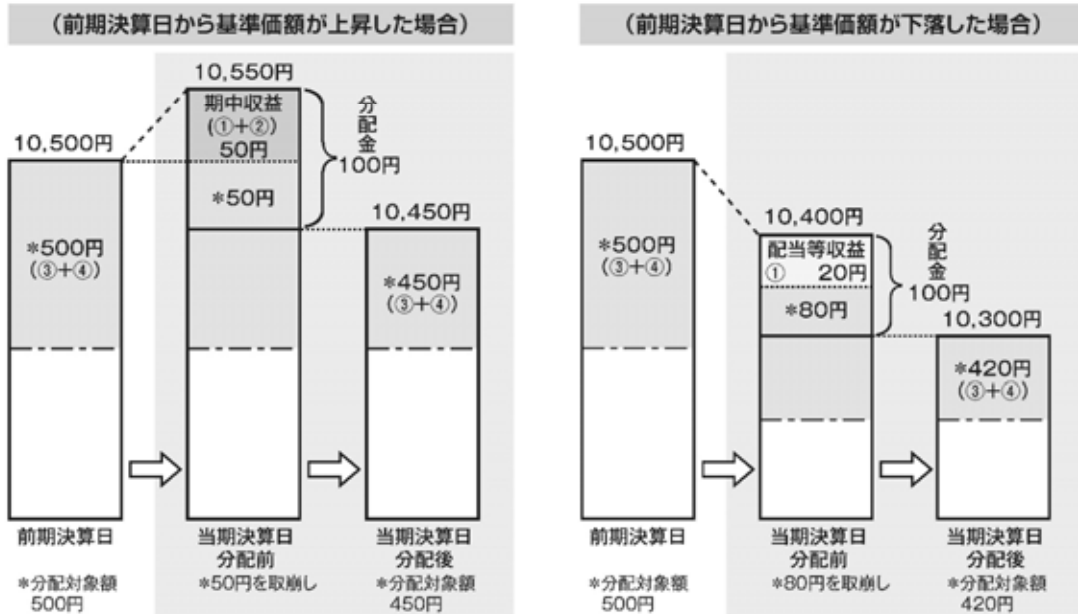 （前期決算日から基準価額が上昇した場合）
10,550円
期中収益
(①+②)
50円
分配金
100円
10,500円
*50円
10,450円
*500円
(③+④)
*450円
(③+④)
前期決算日
当期決算日
分配前
当期決算日
分配後
*分配対象額
500円
*50円を取崩し
*分配対象額
450円
（前期決算日から基準価額が下落した場合）
10,500円
10,400円
配当等収益
① 20円
分配金
100円
*500円
(③+④)
*80円
10,300円
*420円
(③+④)
前期決算日
当期決算日
分配前
当期決算日
分配後
*分配対象額
500円
*80円を取崩し
*分配対象額
420円